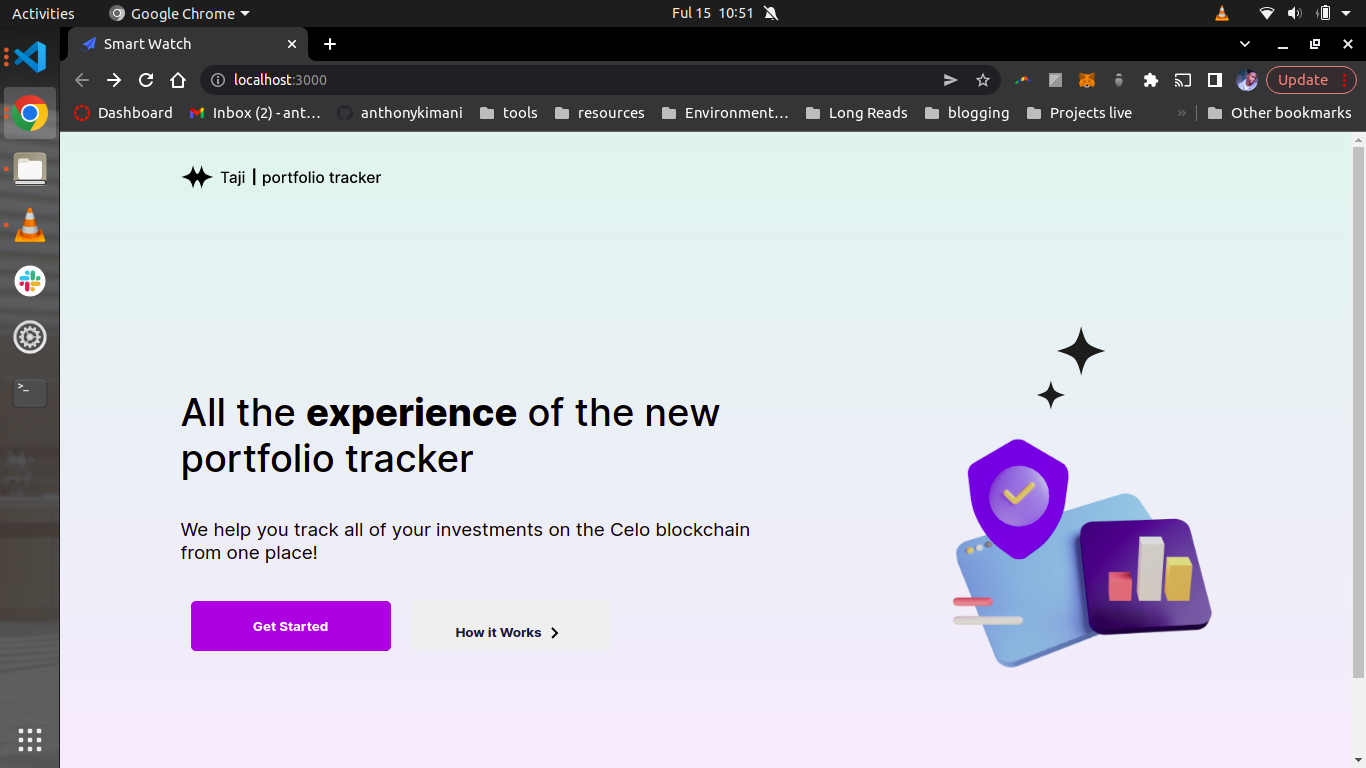 Activities
Google Chrome
Ful 15 10:51
Smart Watch
localhost:3000
Update
Dashboard
Inbox (2) - ant…
anthonykimani
tools
resources
Environment…
Long Reads
blogging
Projects live
»
Other bookmarks
Taji | portfolio tracker
All the experience of the new
portfolio tracker
We help you track all of your investments on the Celo blockchain
from one place!
Get Started
How it Works
>_